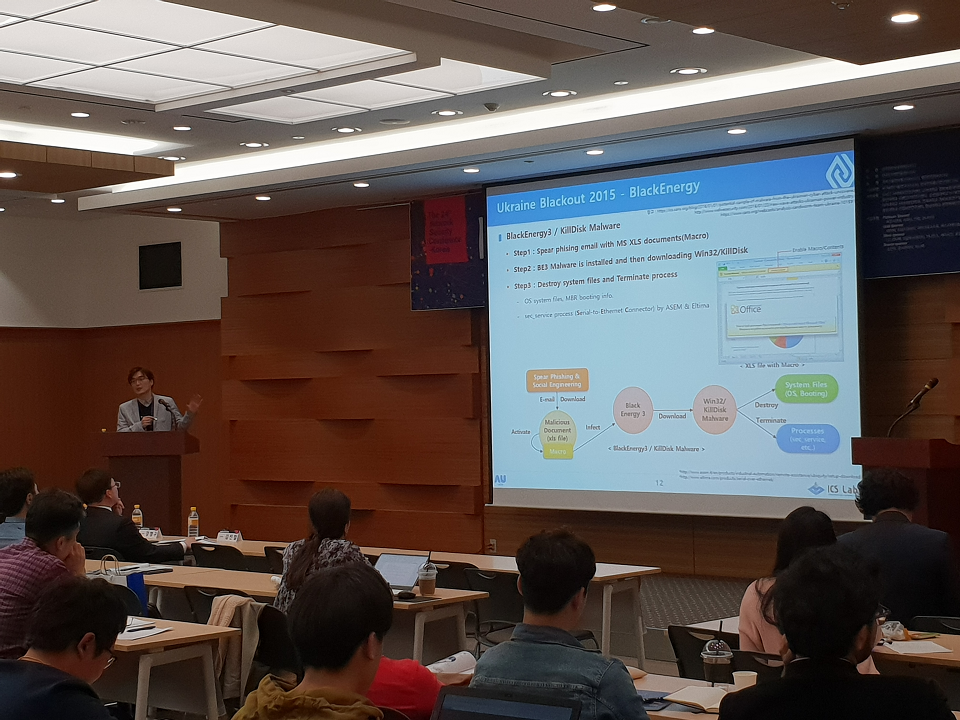 Ukraine Blackout 2015 - BlackEnergy
BlackEnergy3 / KillDisk Malware
Step1 : Spear phising email with MS XLS documents(Macro)
Step2 : BE3 Malware is installed and then downloading Win32/KillDisk
Step3 : Destroy system files and Terminate process
OS system files, MBR booting info.
sec_service process (Serial-to-Ethernet Connector) by ASEM & Eltima
Enable Macro/Contents
Office
< XLS file with Macro >
Spear Phishing &
Social Engineering
E-mail
Download
Activate
Malicious
Document
(xls file)
Macro
Infect
Black
Energy 3
Download
Win32/
KillDisk
Malware
Destroy
Terminate
System Files
(OS, Booting)
Processes
(sec_service,
etc.)
< BlackEnergy3 / KillDisk Malware >
AU
12
ICS Lab